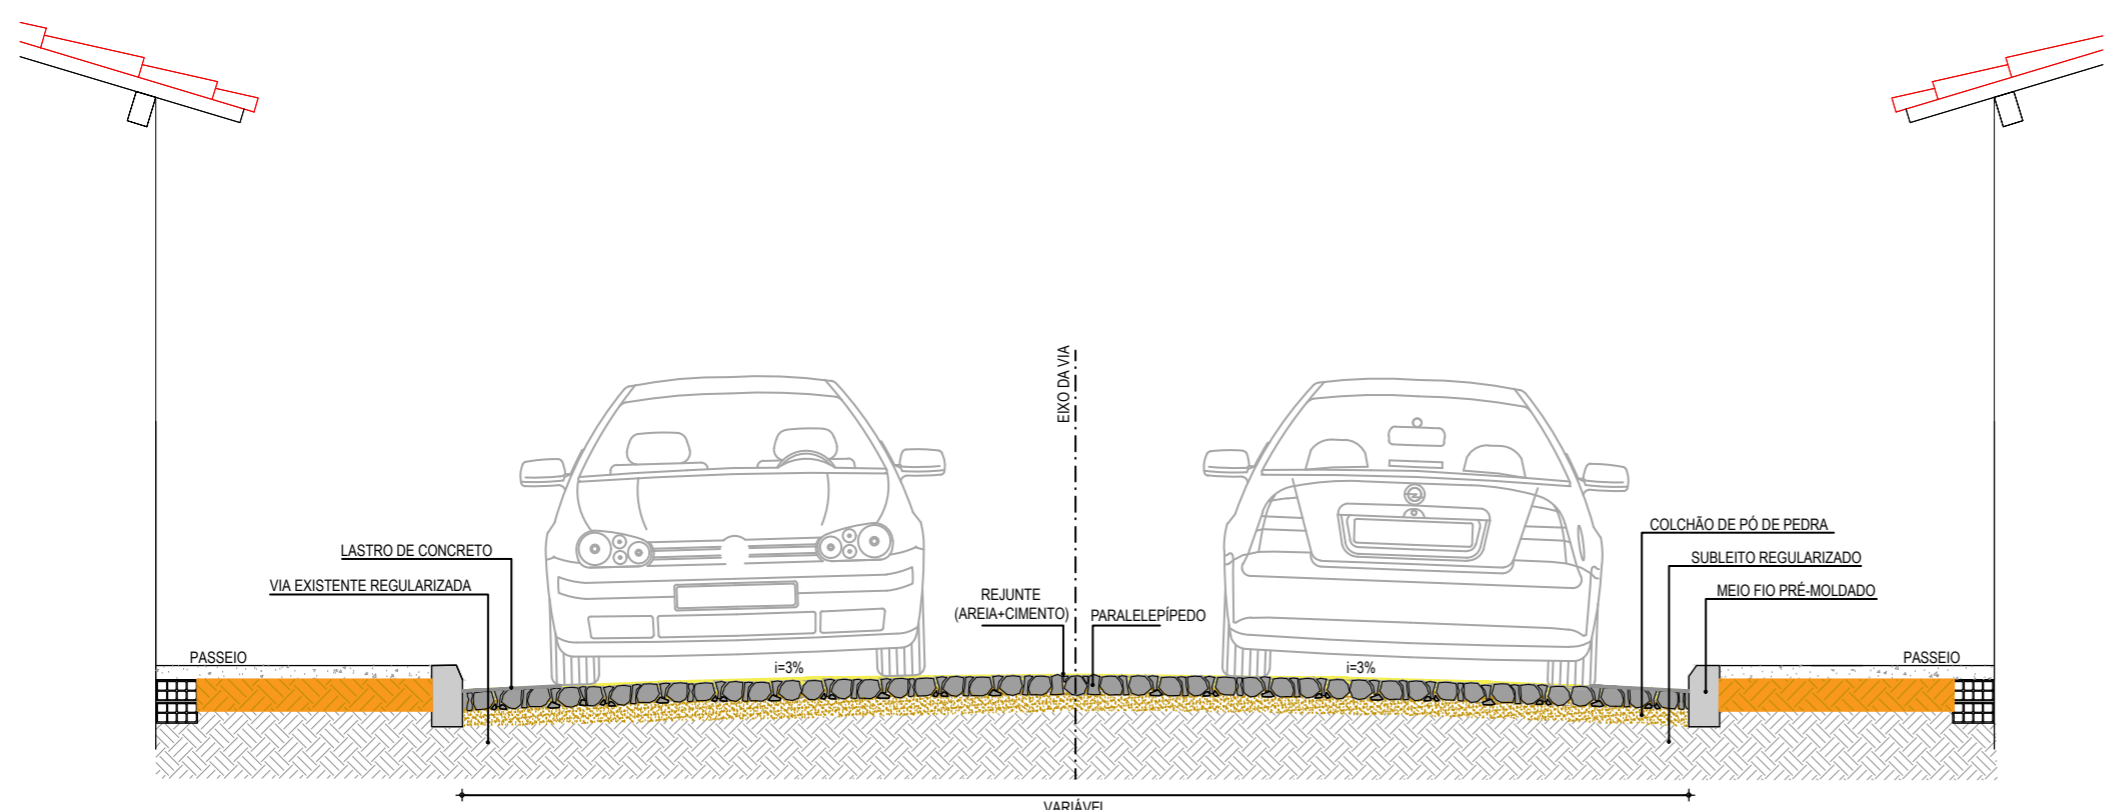 EIXO DA VIA
COLCHÃO DE PÓ DE PEDRA
LASTRO DE CONCRETO
SUBLEITO REGULARIZADO
VIA EXISTENTE REGULARIZADA
MEIO FIO PRÉ-MOLDADO
REJUNTE
(AREIA+CIMENTO)
PARALELEPÍPEDO
PASSEIO
i=3%
i=3%
PASSEIO
VARIÁVEL